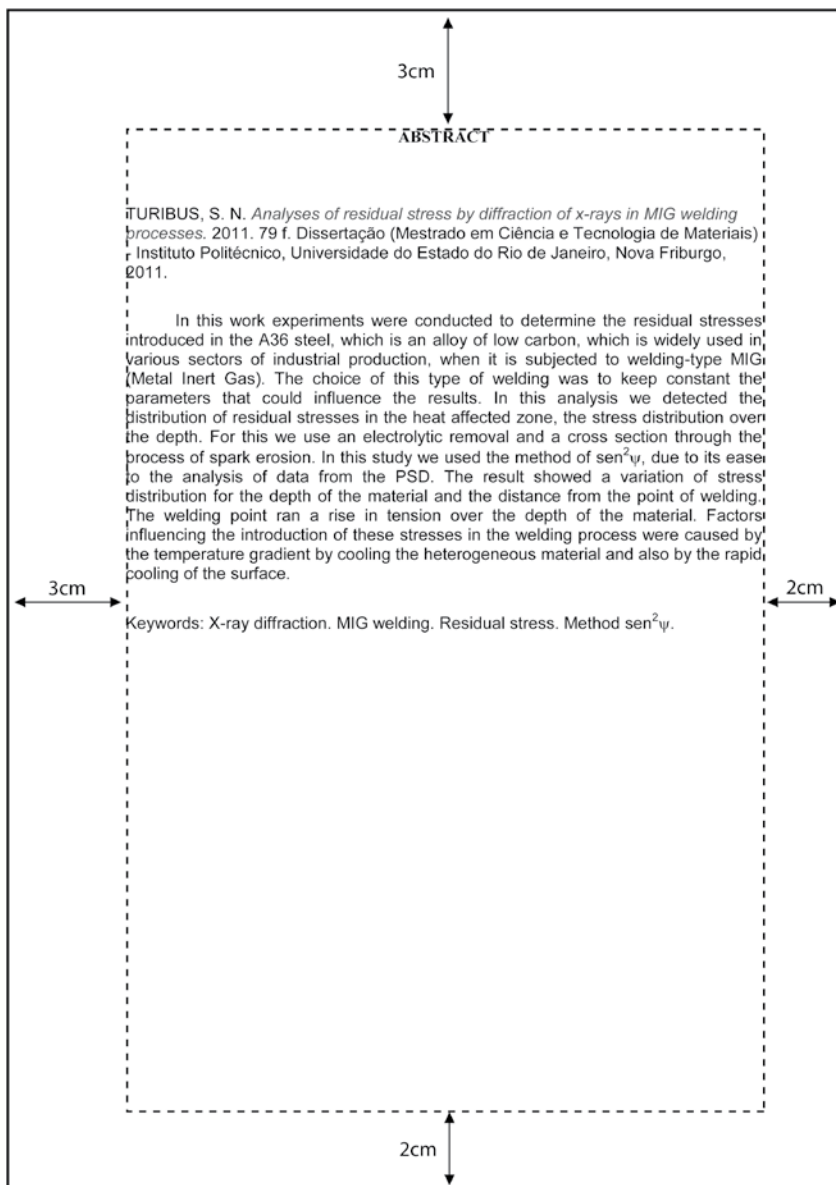 3cm
ABSTRACT
TURIBUS, S. N. Analyses of residual stress by diffraction of x-rays in MIG welding
processes. 2011. 79 f. Dissertação (Mestrado em Ciência e Tecnologia de Materiais)
- Instituto Politécnico, Universidade do Estado do Rio de Janeiro, Nova Friburgo,
2011.
In this work experiments were conducted to determine the residual stresses
introduced in the A36 steel, which is an alloy of low carbon, which is widely used in
various sectors of industrial production, when it is subjected to welding-type MIG
(Metal Inert Gas). The choice of this type of welding was to keep constant the
parameters that could influence the results. In this analysis we detected the
distribution of residual stresses in the heat affected zone, the stress distribution over
the depth. For this we use an electrolytic removal and a cross section through the
process of spark erosion. In this study we used the method of sen²ψ, due to its ease
to the analysis of data from the PSD. The result showed a variation of stress
distribution for the depth of the material and the distance from the point of welding.
The welding point ran a rise in tension over the depth of the material. Factors
influencing the introduction of these stresses in the welding process were caused by
the temperature gradient by cooling the heterogeneous material and also by the rapid
cooling of the surface.
3cm
2cm
Keywords: X-ray diffraction. MIG welding. Residual stress. Method sen²ψ.
2cm